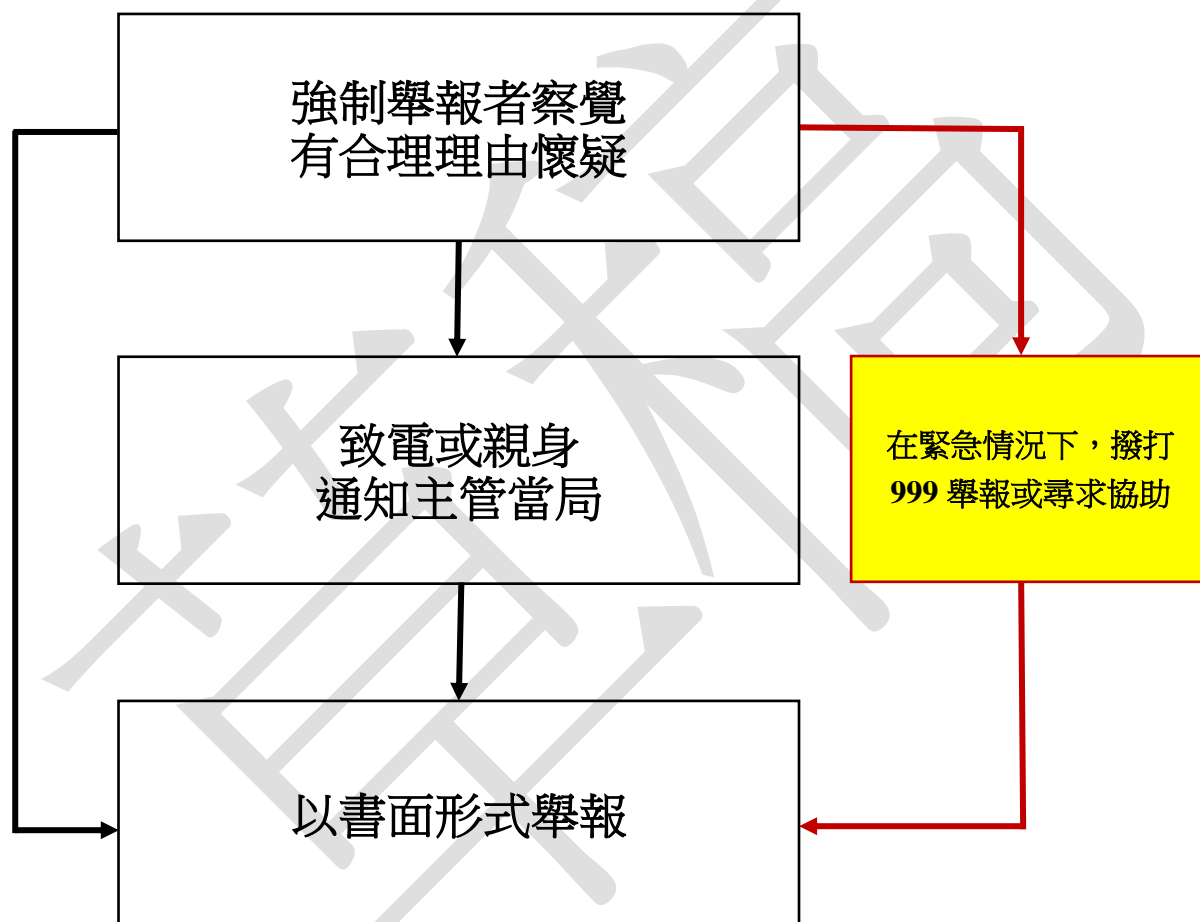 強制舉報者察覺
有合理理由懷疑
致電或親身
通知主管當局
在緊急情況下，撥打
999 舉報或尋求協助
以書面形式舉報
草稿